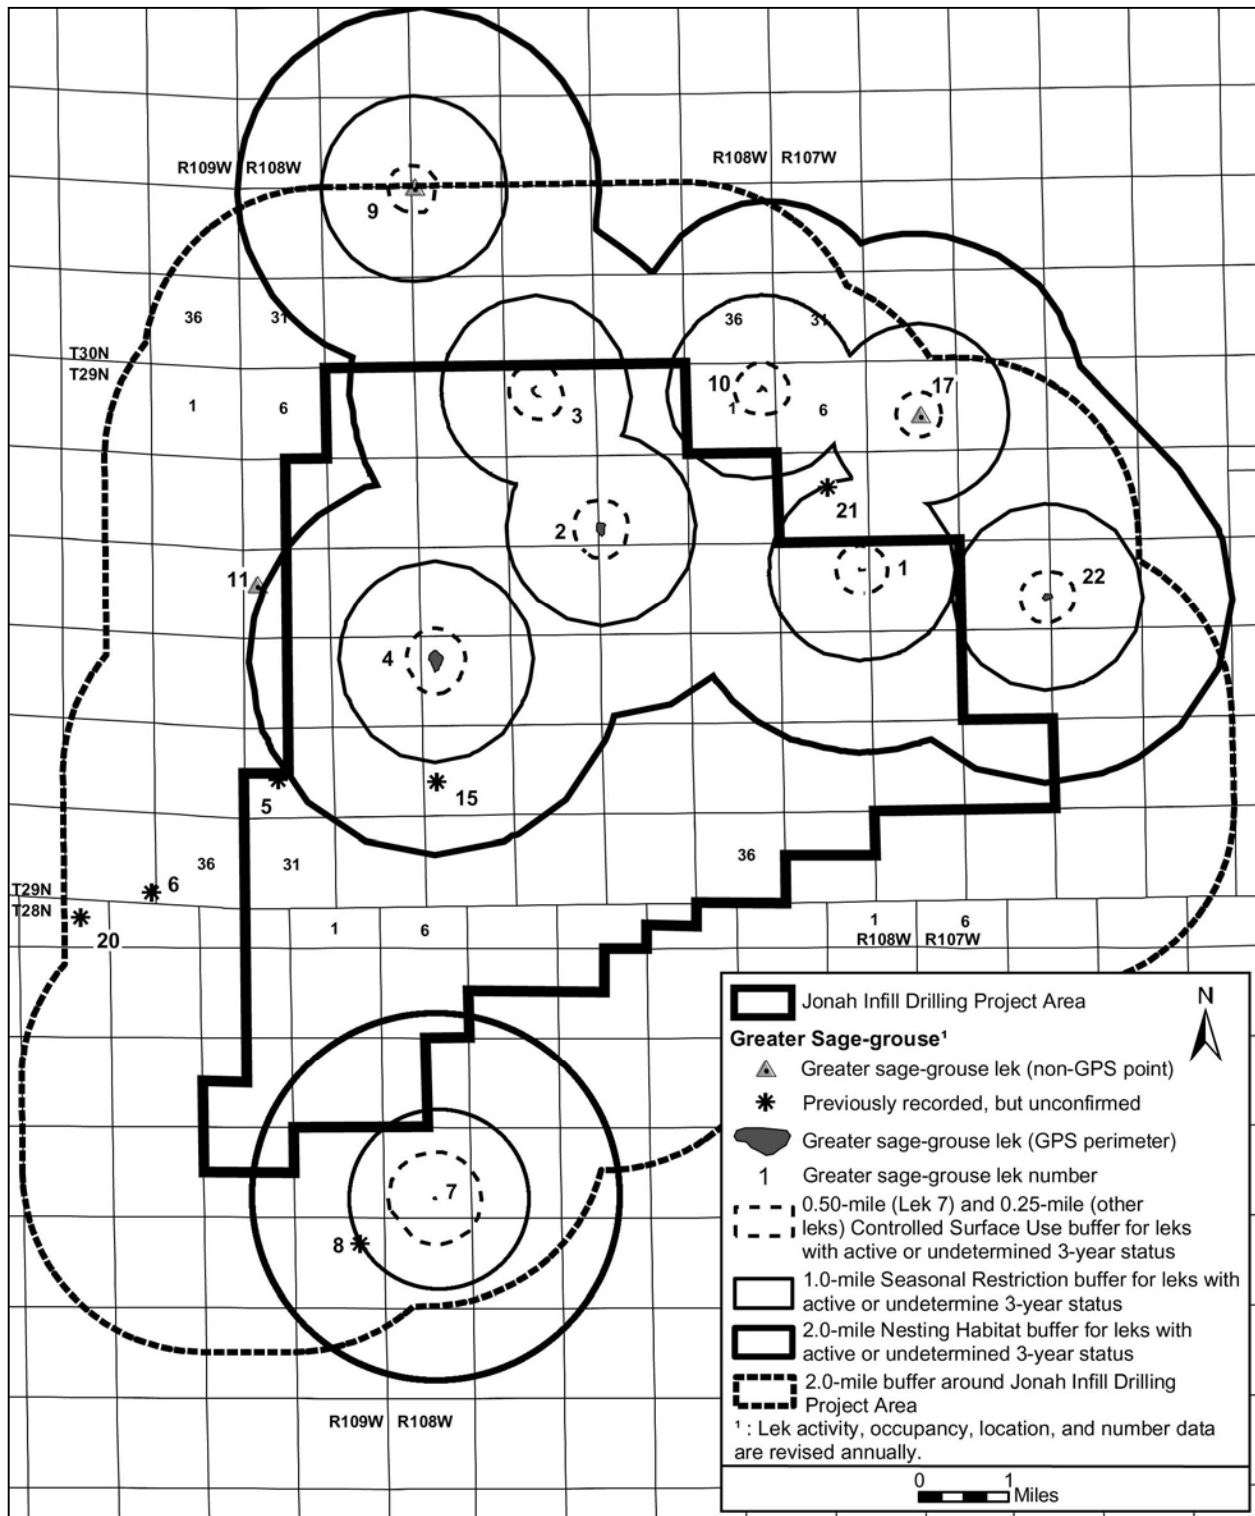 R109W R108W
R108W R107W
9
36
31
36
31
T30N
T29N
1
6
3
10
1
6
17
2
21
11
1
22
4
5
15
36
31
36
6
T29N
T28N
20
1
6
1
6
R108W R107W
7
8
R109W R108W
Jonah Infill Drilling Project Area
N
Greater Sage-grouse¹
Greater sage-grouse lek (non-GPS point)
Previously recorded, but unconfirmed
Greater sage-grouse lek (GPS perimeter)
1 Greater sage-grouse lek number
0.50-mile (Lek 7) and 0.25-mile (other
leks) Controlled Surface Use buffer for leks
with active or undetermined 3-year status
1.0-mile Seasonal Restriction buffer for leks with
active or undetermine 3-year status
2.0-mile Nesting Habitat buffer for leks with
active or undetermined 3-year status
2.0-mile buffer around Jonah Infill Drilling
Project Area
¹ : Lek activity, occupancy, location, and number data
are revised annually.
0 1
Miles